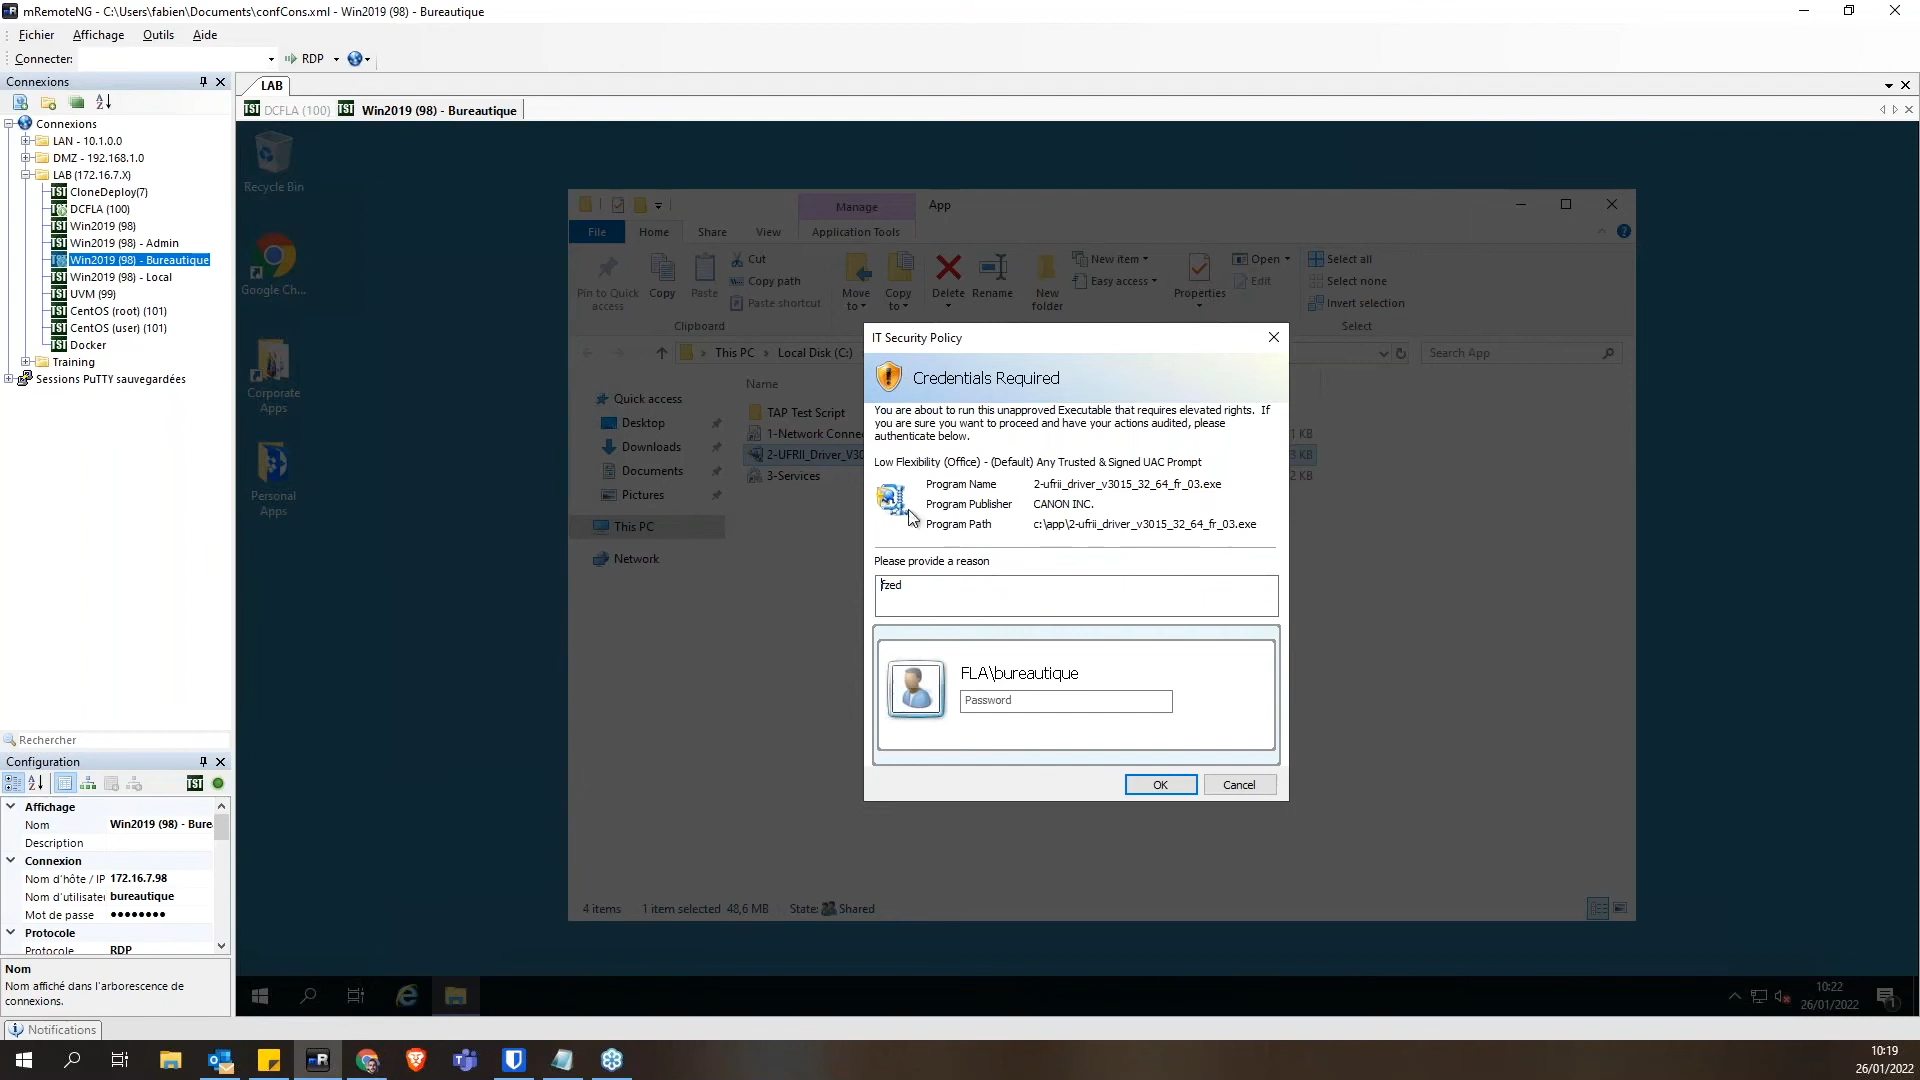 mRemoteNG - C:\Users\fabien\Documents\confCons.xml - Win2019 (98) - Bureautique
Fichier Affichage Outils Aide
Connecter: RDP
Connexions
LAB
DCFLA (100) Win2019 (98) - Bureautique
Connexions
LAN - 10.1.0.0
DMZ - 192.168.1.0
LAB (172.16.7.X)
CloneDeploy(7)
DCFLA (100)
Win2019 (98)
Win2019 (98) - Admin
Win2019 (98) - Bureautique
Win2019 (98) - Local
UVM (99)
CentOS (root) (101)
CentOS (user) (101)
Docker
Training
Sessions PuTTY sauvegardées
Rechercher
Configuration
Affichage
Nom Win2019 (98) - Bure
Description
Connexion
Nom d'hôte / IP 172.16.7.98
Nom d'utilisate bureautique
Mot de passe ●●●●●●●●
Protocole
Protocole RDP
Nom
Nom affiché dans l'arborescence de
connexions.
Notifications
Recycle Bin
Google Ch...
Corporate
Apps
Personal
Apps
Manage App
File Home Share View Application Tools
Pin to Quick
access
Copy
Paste
Cut
Copy path
Paste shortcut
Clipboard
Move
to
Copy
to
Delete
Rename
New
folder
New item
Easy access
Properties
Open
Edit
Select all
Select none
Invert selection
Select
This PC Local Disk (C:) Search App
Quick access
Desktop
Downloads
Documents
Pictures
This PC
Network
Name
TAP Test Script
1-Network Conne
2-UFRII_Driver_V30
3-Services
1 KB
3 KB
2 KB
4 items 1 item selected 48,6 MB State: Shared
IT Security Policy
Credentials Required
You are about to run this unapproved Executable that requires elevated rights. If
you are sure you want to proceed and have your actions audited, please
authenticate below.
Low Flexibility (Office) - (Default) Any Trusted & Signed UAC Prompt
Program Name 2-ufrii_driver_v3015_32_64_fr_03.exe
Program Publisher CANON INC.
Program Path c:\app\2-ufrii_driver_v3015_32_64_fr_03.exe
Please provide a reason
fzed
FLA\bureautique
Password
OK Cancel
10:22
26/01/2022
1
10:19
26/01/2022